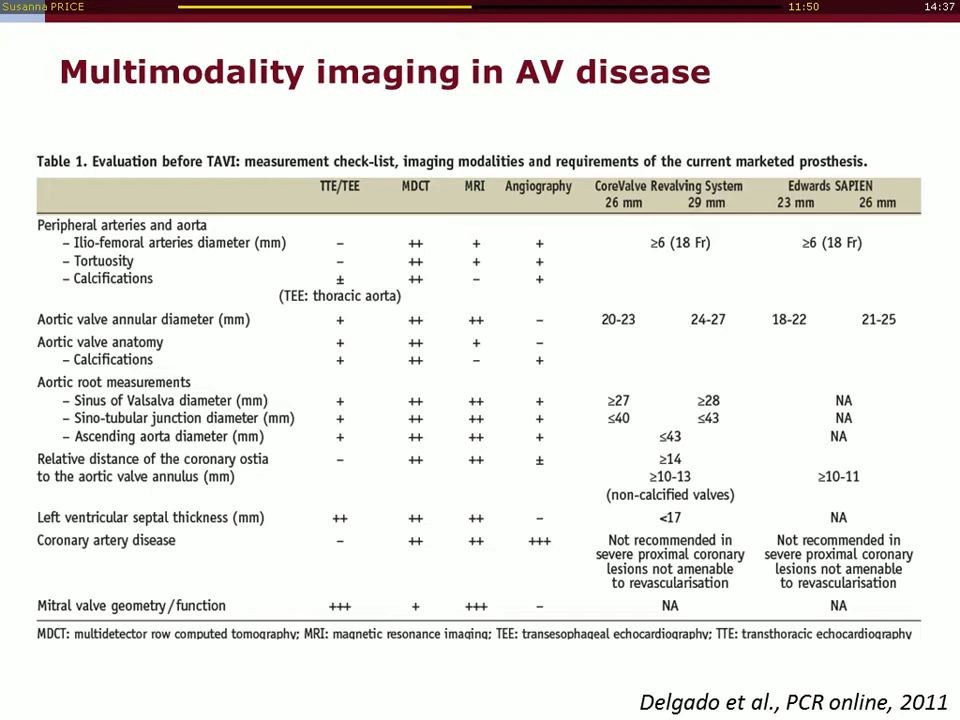 Susanna PRICE 11:50 14:37
Multimodality imaging in AV disease
Table 1. Evaluation before TAVI: measurement check-list, imaging modalities and requirements of the current marketed prosthesis.
TTE/TEE MDCT MRI Angiography CoreValve Revalving System Edwards SAPIEN
26 mm 29 mm 23 mm 26 mm
Peripheral arteries and aorta
– Ilio-femoral arteries diameter (mm) – ++ + + ≥6 (18 Fr) ≥6 (18 Fr)
– Tortuosity – ++ + +
– Calcifications ± ++ – +
(TEE: thoracic aorta)
Aortic valve annular diameter (mm) + ++ ++ – 20-23 24-27 18-22 21-25
Aortic valve anatomy + ++ + –
– Calcifications + ++ – +
Aortic root measurements
– Sinus of Valsalva diameter (mm) + ++ ++ + ≥27 ≥28 NA
– Sino-tubular junction diameter (mm) + ++ ++ + ≤40 ≤43 NA
– Ascending aorta diameter (mm) + ++ ++ + ≤43 NA
Relative distance of the coronary ostia – ++ ++ ± ≥14
to the aortic valve annulus (mm) ≥10-13 ≥10-11
(non-calcified valves)
Left ventricular septal thickness (mm) ++ ++ ++ – <17 NA
Coronary artery disease – ++ ++ +++ Not recommended in Not recommended in
severe proximal coronary severe proximal coronary
lesions not amenable lesions not amenable
to revascularisation to revascularisation
Mitral valve geometry/function +++ + +++ – NA NA
MDCT: multidetector row computed tomography; MRI: magnetic resonance imaging; TEE: transesophageal echocardiography; TTE: transthoracic echocardiography
Delgado et al., PCR online, 2011